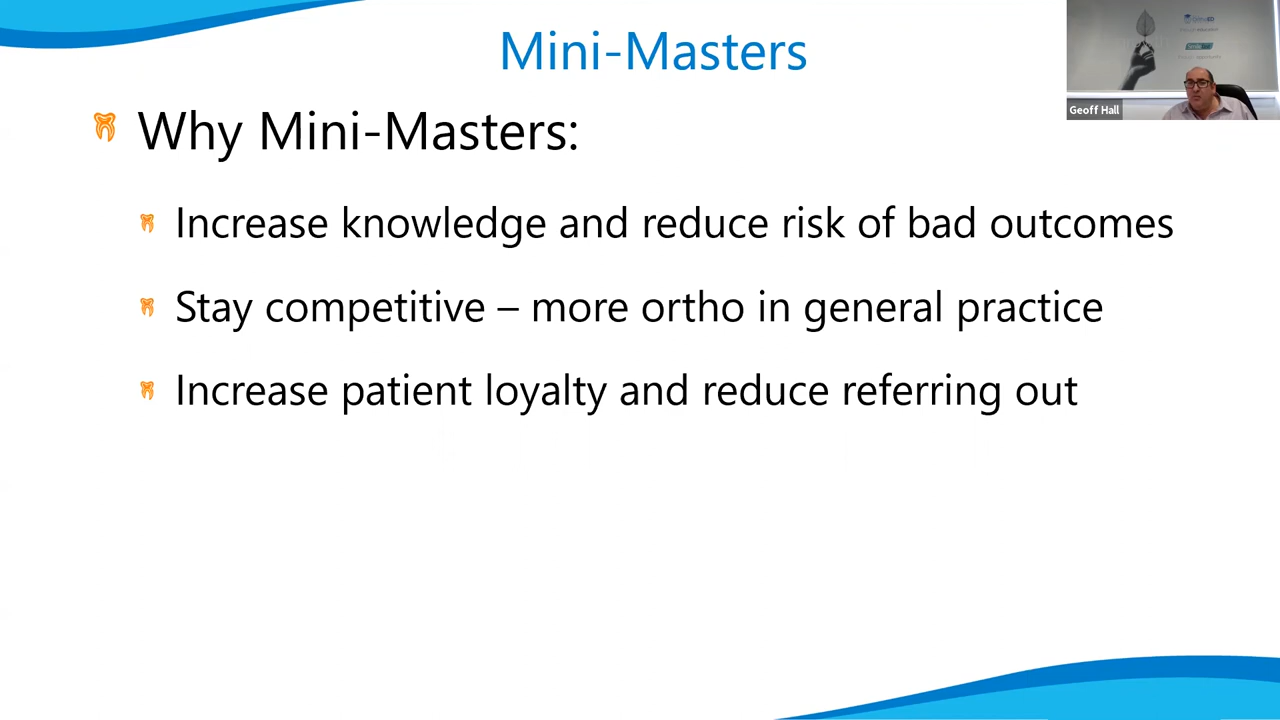 Mini-Masters
Geoff Hall
Why Mini-Masters:
Increase knowledge and reduce risk of bad outcomes
Stay competitive – more ortho in general practice
Increase patient loyalty and reduce referring out